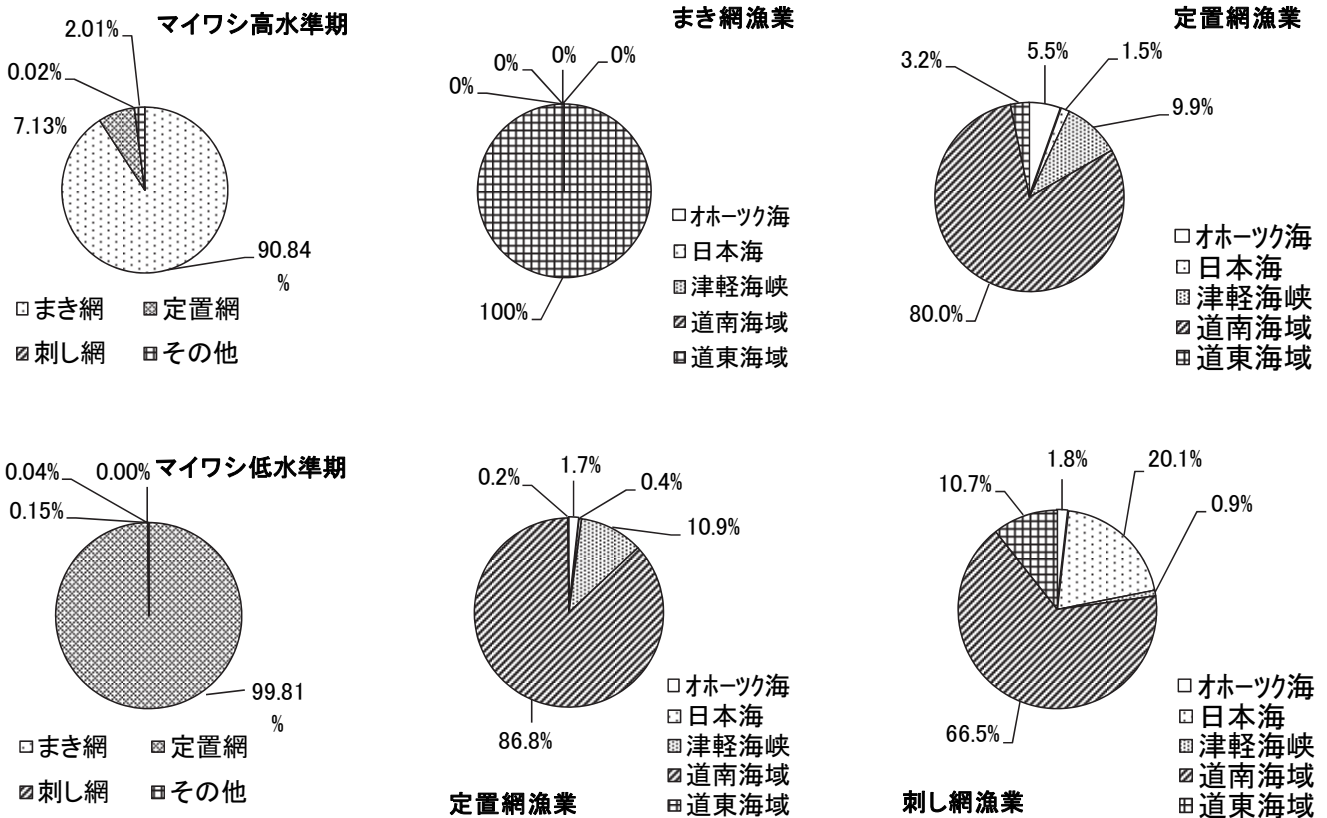 マイワシ高水準期
2.01%
0.02%
7.13%
90.84
%
まき網 定置網
刺し網 その他
まき網漁業
0% 0% 0% 0%
100%
オホーツク海
日本海
津軽海峡
道南海域
道東海域
定置網漁業
3.2% 5.5% 1.5%
9.9%
80.0%
オホーツク海
日本海
津軽海峡
道南海域
道東海域
マイワシ低水準期
0.04% 0.00%
0.15%
99.81
%
まき網 定置網
刺し網 その他
0.2% 1.7% 0.4%
10.9%
86.8%
オホーツク海
日本海
津軽海峡
道南海域
道東海域
定置網漁業
10.7% 1.8% 20.1%
0.9%
66.5%
オホーツク海
日本海
津軽海峡
道南海域
道東海域
刺し網漁業